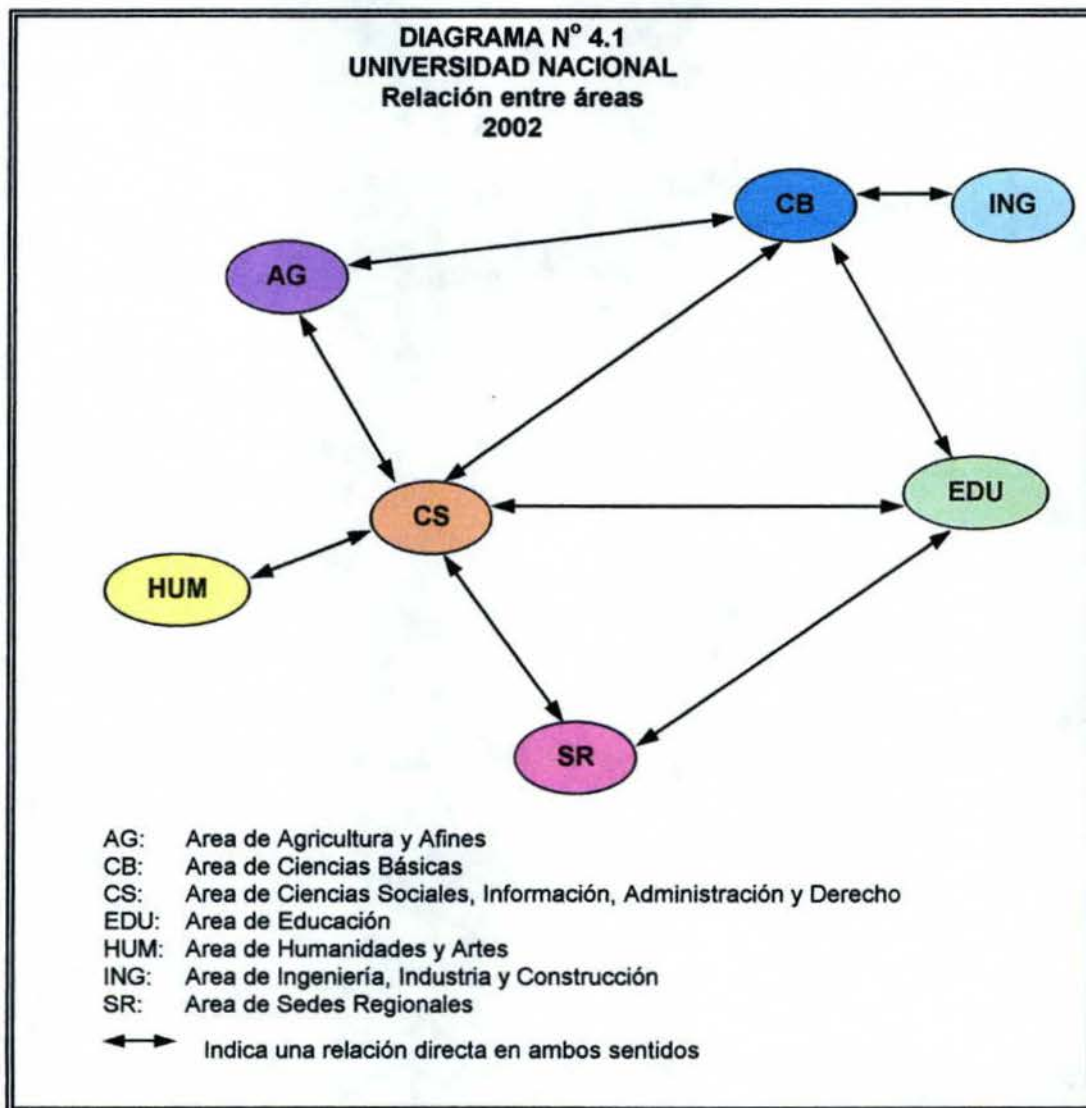 DIAGRAMA N° 4.1
UNIVERSIDAD NACIONAL
Relación entre áreas
2002
CB
ING
AG
EDU
CS
HUM
SR
AG: Area de Agricultura y Afines
CB: Area de Ciencias Básicas
CS: Area de Ciencias Sociales, Información, Administración y Derecho
EDU: Area de Educación
HUM: Area de Humanidades y Artes
ING: Area de Ingeniería, Industria y Construcción
SR: Area de Sedes Regionales
Indica una relación directa en ambos sentidos